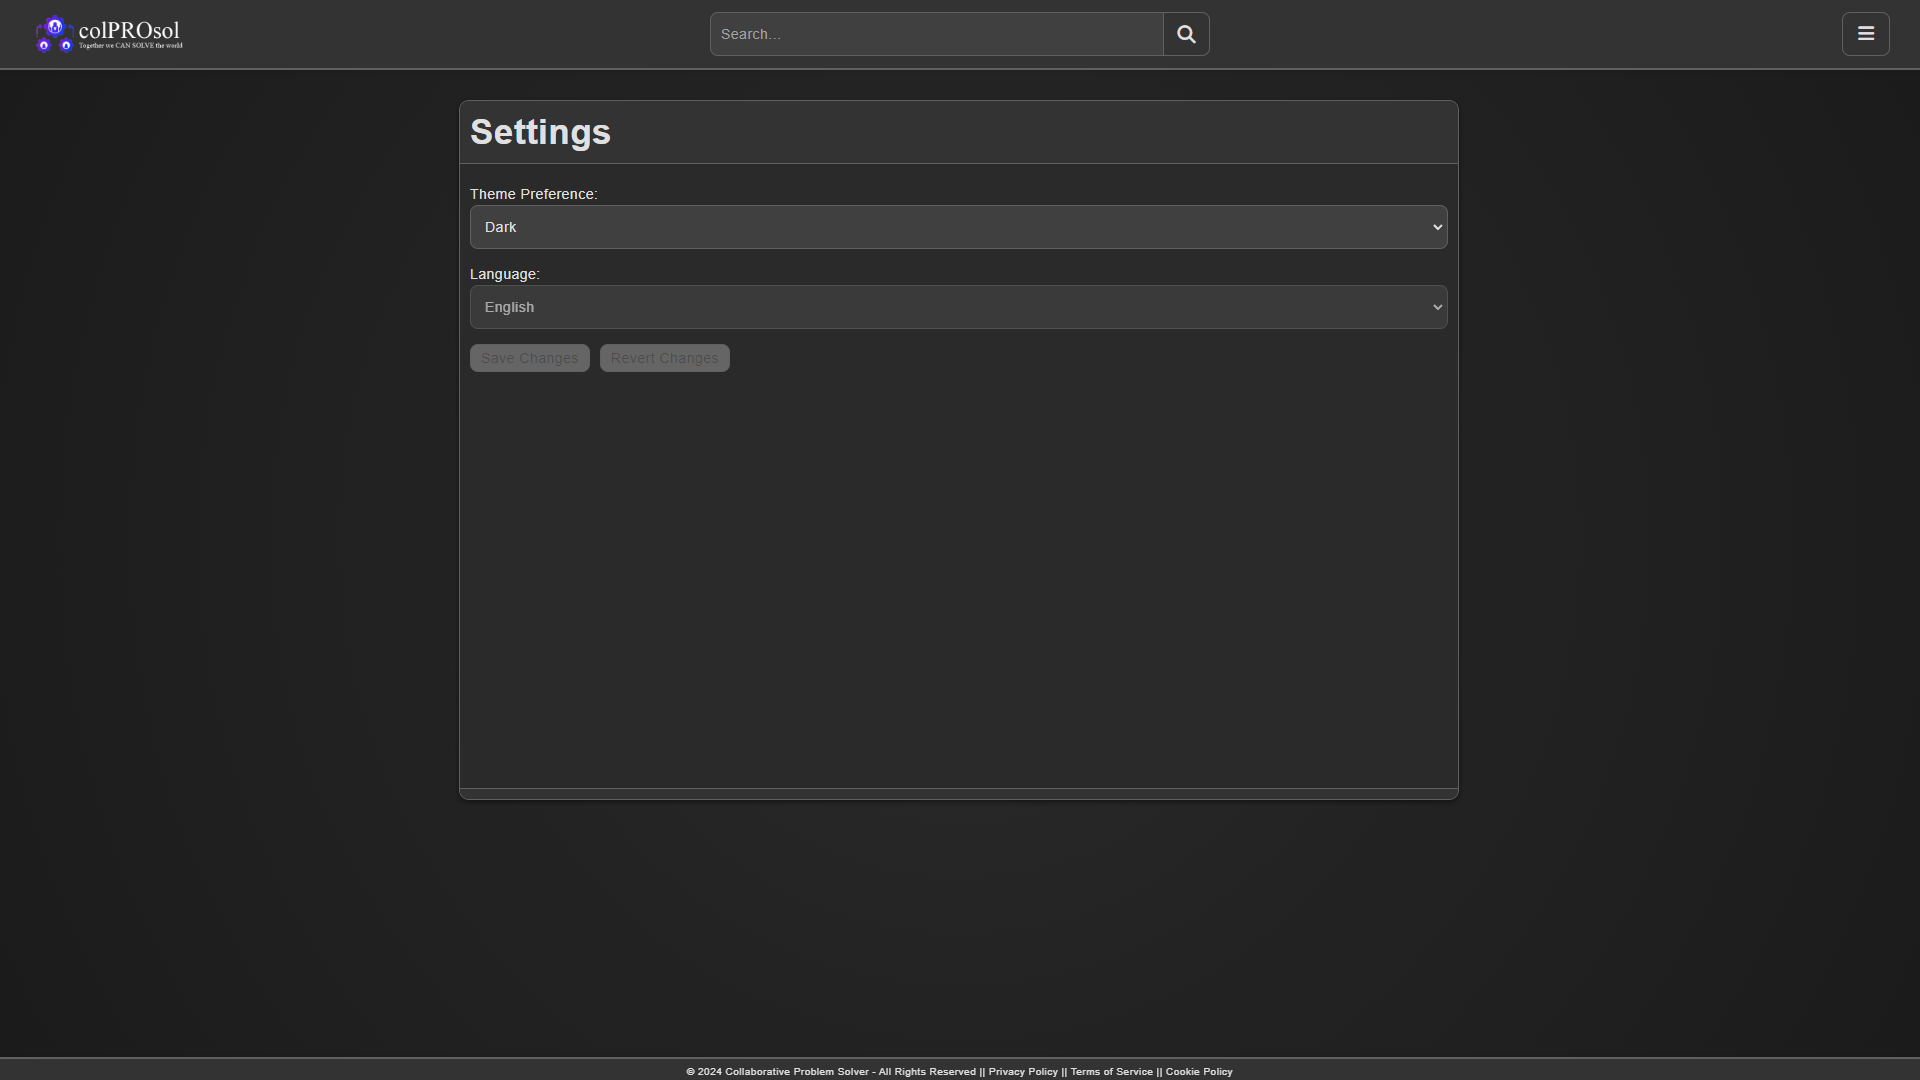 colPROsol
Together we CAN SOLVE the world
Search...
Settings
Theme Preference:
Dark
Language:
English
Save Changes Revert Changes
© 2024 Collaborative Problem Solver - All Rights Reserved || Privacy Policy || Terms of Service || Cookie Policy